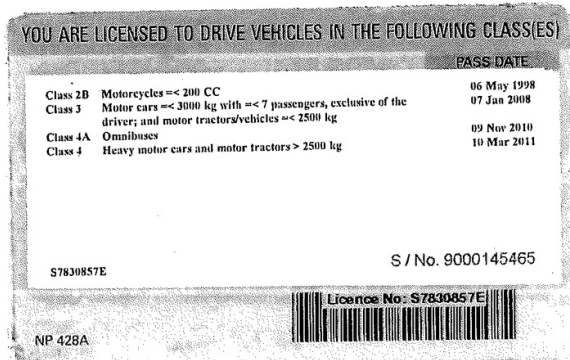 YOU ARE LICENSED TO DRIVE VEHICLES IN THE FOLLOWING CLASS(ES)
PASS DATE
Class 2B Motorcycles =< 200 CC 06 May 1998
Class 3 Motor cars =< 3000 kg with =< 7 passengers, exclusive of the 07 Jan 2008
driver; and motor tractors/vehicles =< 2500 kg
Class 4A Omnibuses 09 Nov 2010
Class 4 Heavy motor cars and motor tractors > 2500 kg 10 Mar 2011
S / No. 9000145465
S7830857E
Licence No: S7830857E
NP 428A